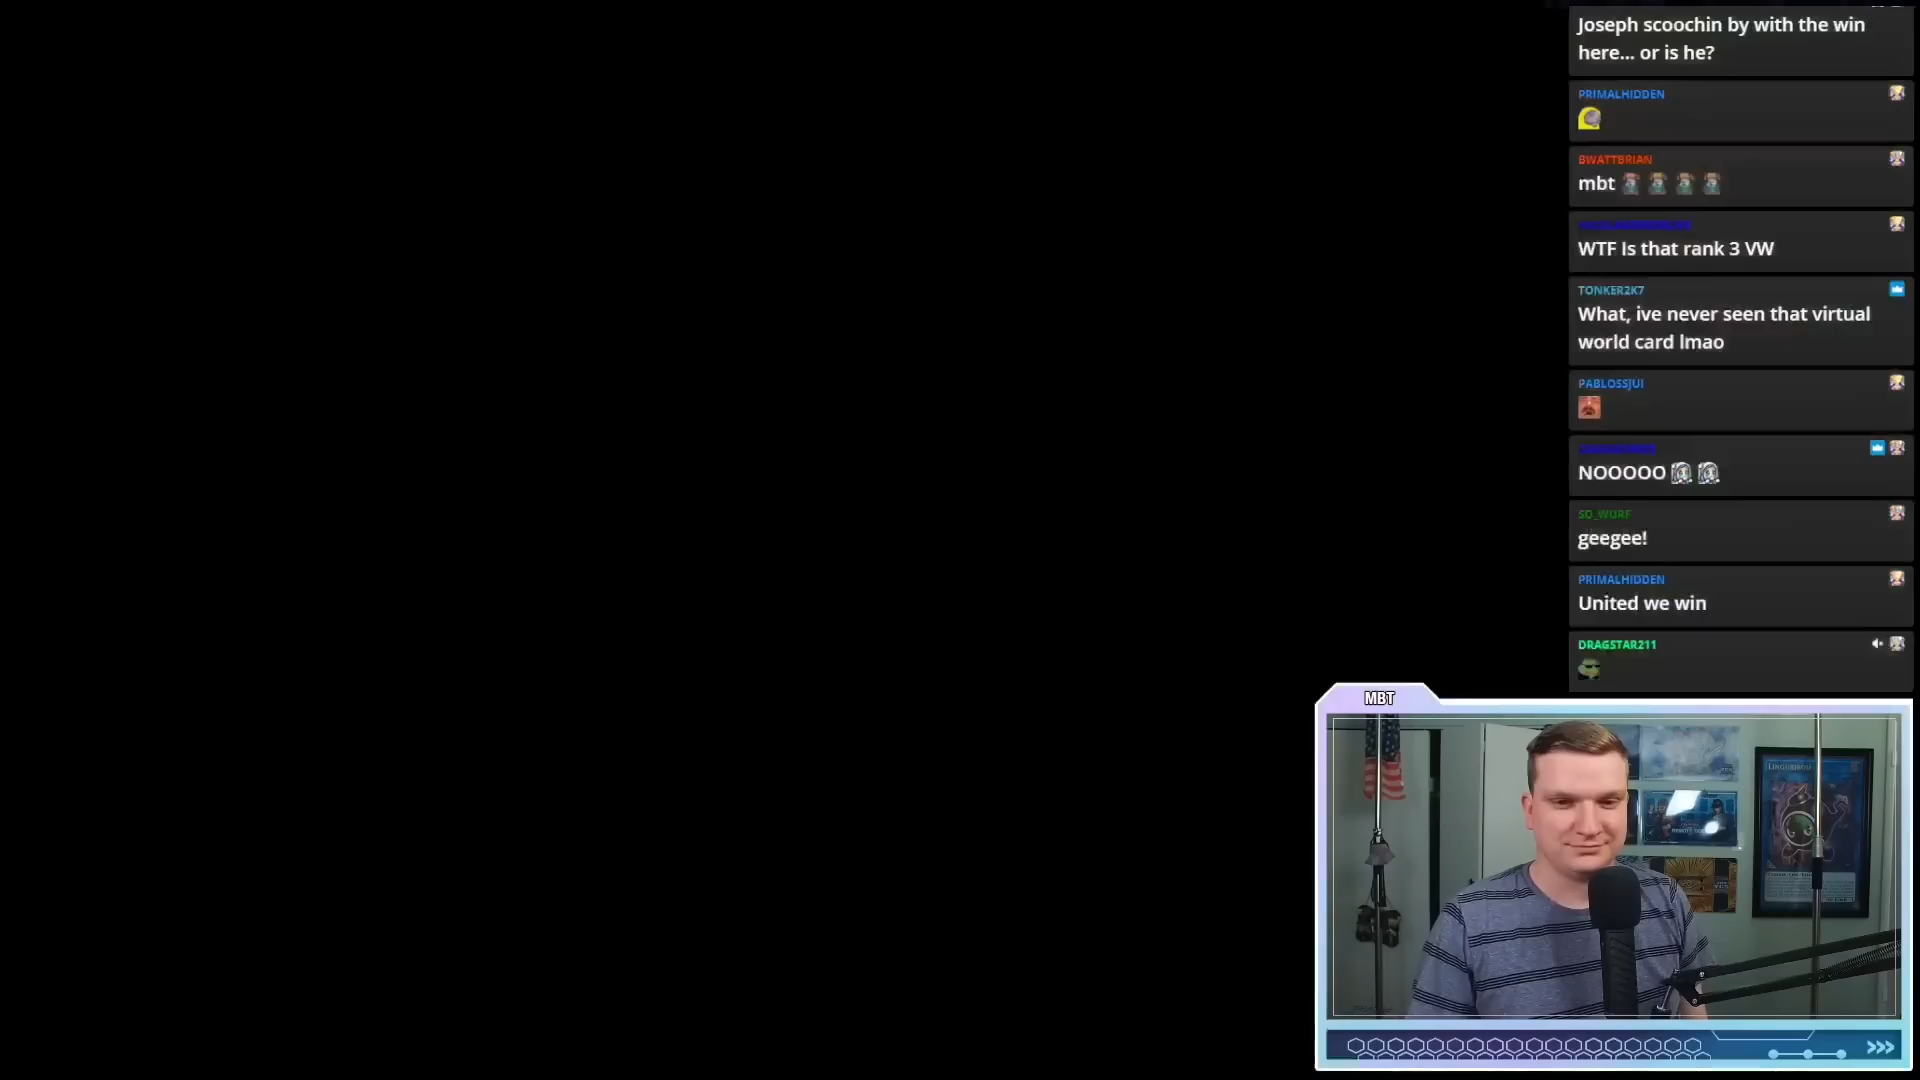 Joseph scoochin by with the win
here... or is he?
PRIMALHIDDEN
BWATTBRIAN
mbt
WTF Is that rank 3 VW
TONKER2K7
What, ive never seen that virtual
world card lmao
PABLOSSJUI
NOOOOO
SO_WURF
geegee!
PRIMALHIDDEN
United we win
DRAGSTAR211
MBT
LINGURIBOH